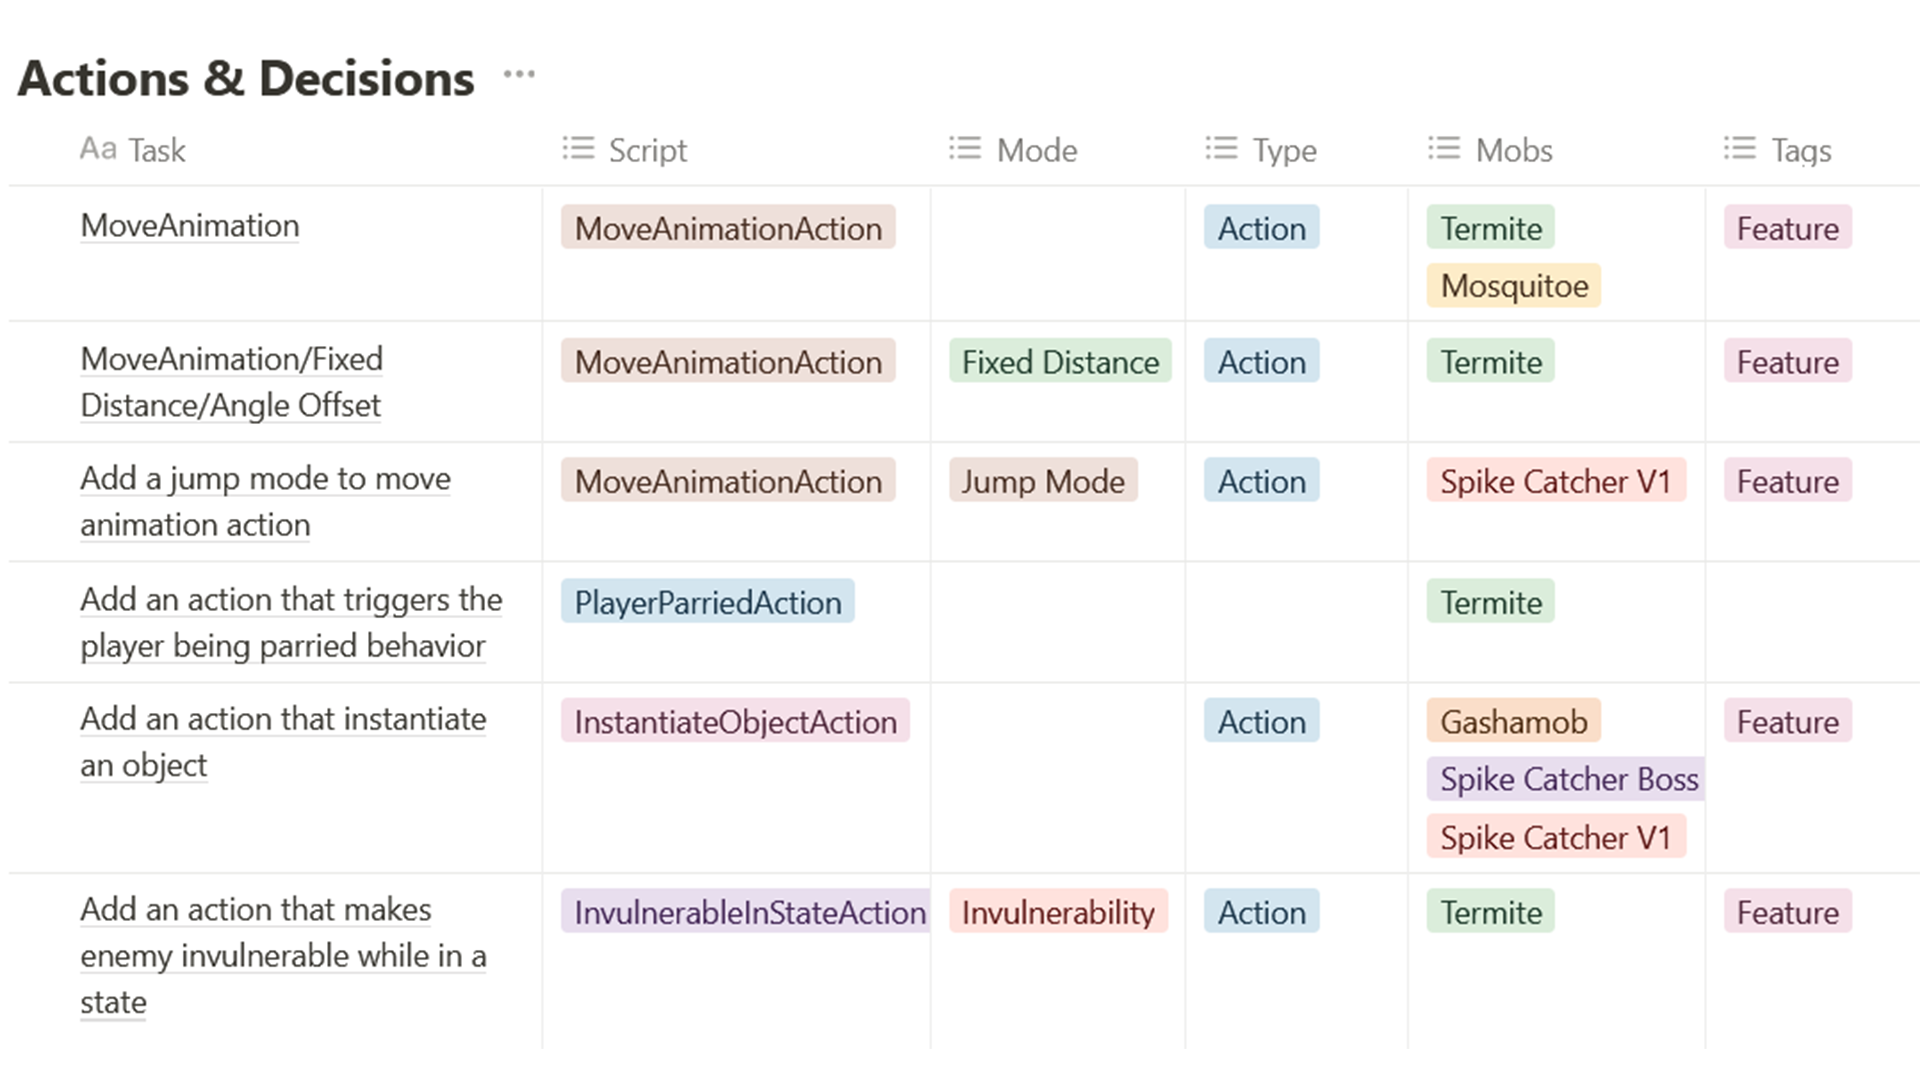 Actions & Decisions ...
Aa Task Script Mode Type Mobs Tags
MoveAnimation MoveAnimationAction Action Termite Feature
Mosquitoe
MoveAnimation/Fixed MoveAnimationAction Fixed Distance Action Termite Feature
Distance/Angle Offset
Add a jump mode to move MoveAnimationAction Jump Mode Action Spike Catcher V1 Feature
animation action
Add an action that triggers the PlayerParriedAction Termite
player being parried behavior
Add an action that instantiate InstantiateObjectAction Action Gashamob Feature
an object Spike Catcher Boss
Spike Catcher V1
Add an action that makes InvulnerableInStateAction Invulnerability Action Termite Feature
enemy invulnerable while in a
state